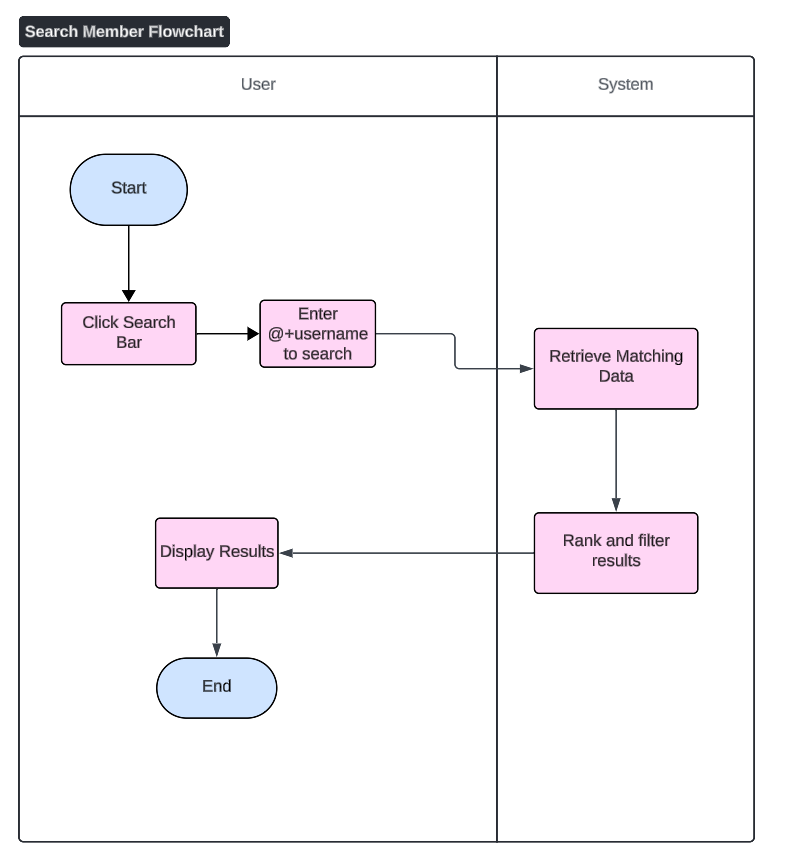 Search Member Flowchart
User
System
Start
Click Search
Bar
Enter
@+username
to search
Retrieve Matching
Data
Rank and filter
results
Display Results
End